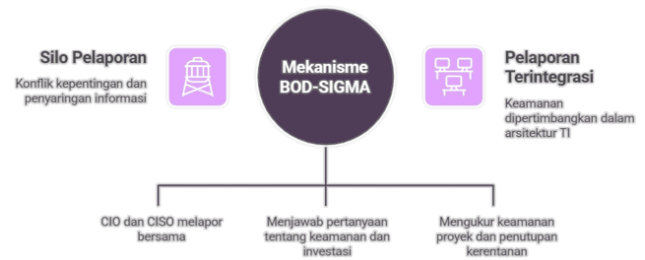 Silo Pelaporan
Konflik kepentingan dan
penyaringan informasi
Mekanisme
BOD-SIGMA
Pelaporan
Terintegrasi
Keamanan
dipertimbangkan dalam
arsitektur TI
CIO dan CISO melapor
bersama
Menjawab pertanyaan
tentang keamanan dan
investasi
Mengukur keamanan
proyek dan penutupan
kerentanan